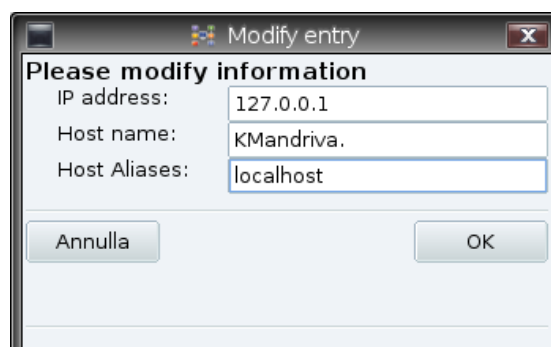 Modify entry
Please modify information
IP address: 127.0.0.1
Host name: KMandriva.
Host Aliases: localhost
Annulla OK